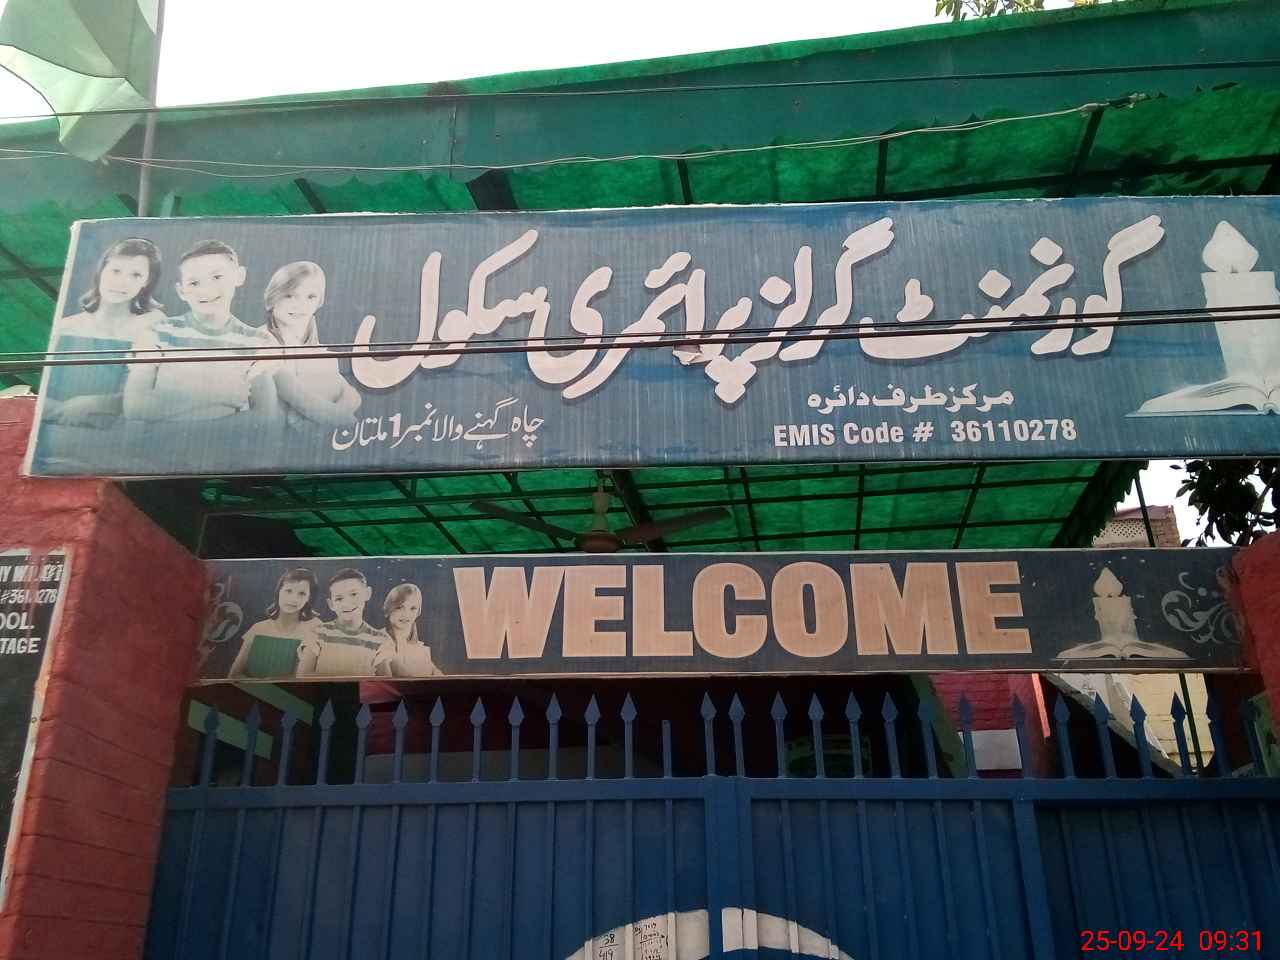 گورنمنٹ گرلز پرائمری سکول
مرکز طرف دائرہ
چاہ گہنے والا نمبر 1 ملتان
EMIS Code # 36110278
WELCOME
TAGE
25-09-24 09:31